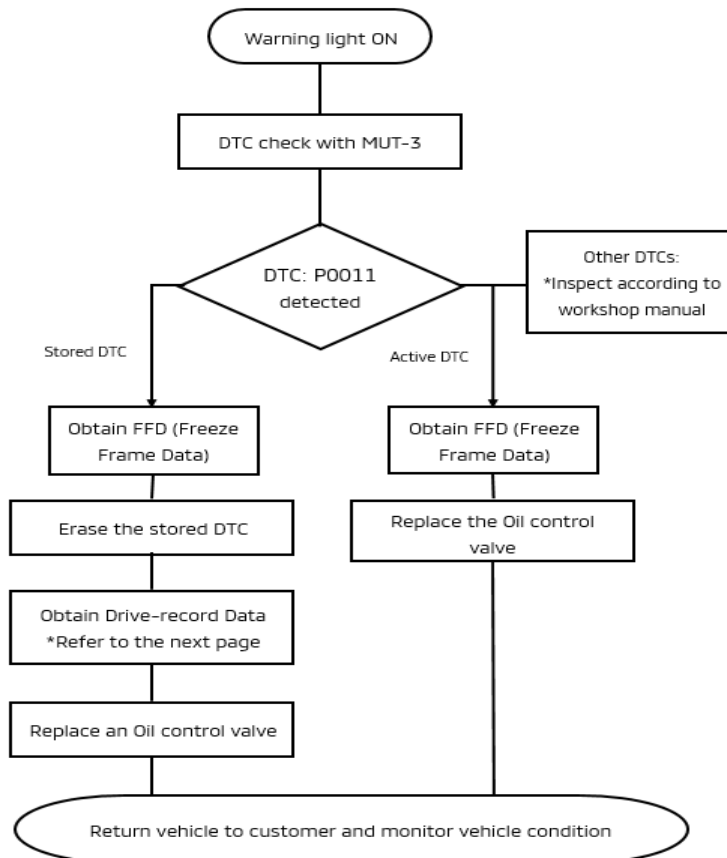 Warning light ON
DTC check with MUT-3
DTC: P0011
detected
Other DTCs:
*Inspect according to
workshop manual
Stored DTC
Active DTC
Obtain FFD (Freeze
Frame Data)
Obtain FFD (Freeze
Frame Data)
Erase the stored DTC
Replace the Oil control
valve
Obtain Drive-record Data
*Refer to the next page
Replace an Oil control valve
Return vehicle to customer and monitor vehicle condition